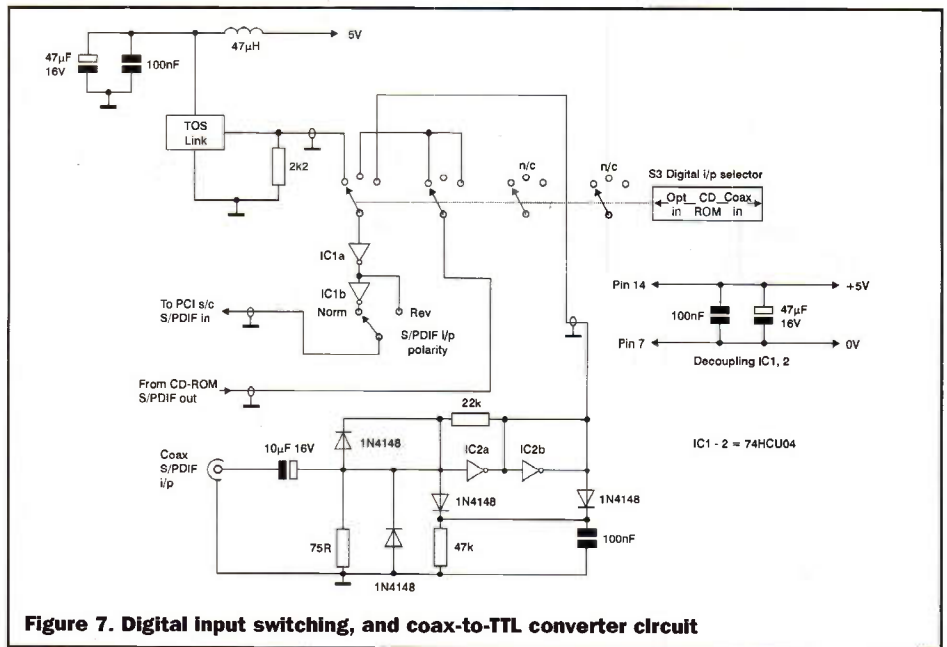 47µH
5V
47µF
16V
100nF
TOS
Link
2k2
n/c
n/c
S3 Digital i/p selector
Opt CD Coax
in ROM in
IC1a
IC1b
Norm
Rev
To PCI s/c
S/PDIF in
S/PDIF i/p
polarity
Pin 14
+5V
100nF
47µF
16V
Pin 7
0V
Decoupling IC1, 2
From CD-ROM
S/PDIF out
22k
1N4148
IC2a
IC2b
IC1 - 2 = 74HCU04
Coax
S/PDIF
i/p
10µF 16V
1N4148
1N4148
75R
47k
100nF
1N4148
Figure 7. Digital input switching, and coax-to-TTL converter circuit